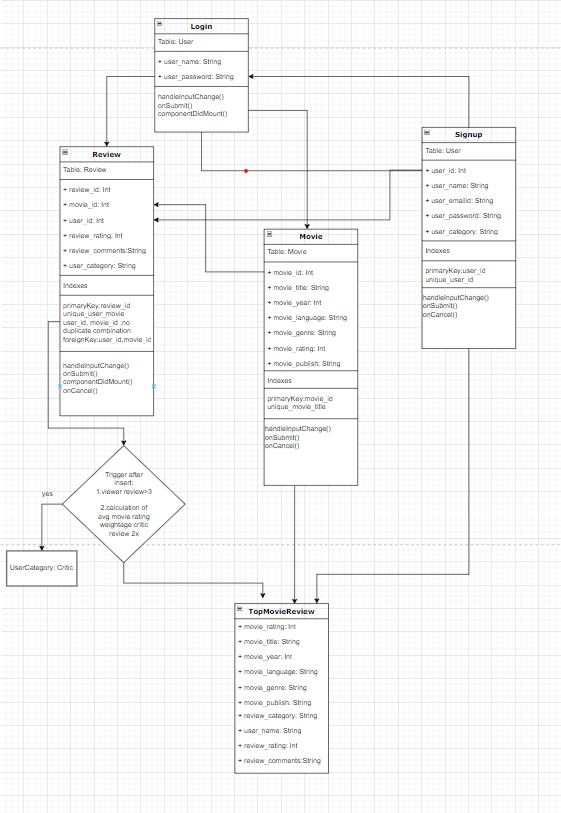 Login
Table: User
+ user_name: String
+ user_password: String
handleInputChange()
onSubmit()
componentDidMount()
Signup
Table: User
+ user_id: Int
+ user_name: String
+ user_emailid: String
+ user_password: String
+ user_category: String
Indexes
primaryKey:user_id
unique_user_id
handleInputChange()
onSubmit()
onCancel()
Review
Table: Review
+ review_id: Int
+ movie_id: Int
+ user_id: Int
+ review_rating: Int
+ review_comments:String
+ user_category: String
Indexes
primaryKey:review_id
unique_user_movie
user_id, movie_id :no
duplicate combination
foreignKey:user_id,movie_id
handleInputChange()
onSubmit()
componentDidMount()
onCancel()
Movie
Table: Movie
+ movie_id: Int
+ movie_title: String
+ movie_year: Int
+ movie_language: String
+ movie_genre: String
+ movie_rating: Int
+ movie_publish: String
Indexes
primaryKey:movie_id
unique_movie_title
handleInputChange()
onSubmit()
onCancel()
Trigger after
insert:
1.viewer review>3
2.calculation of
avg movie rating
weightage critic
review 2x
yes
UserCategory: Critic
TopMovieReview
+ movie_rating: Int
+ movie_title: String
+ movie_year: Int
+ movie_language: String
+ movie_genre: String
+ movie_publish: String
+ review_category: String
+ user_name: String
+ review_rating: Int
+ review_comments:String